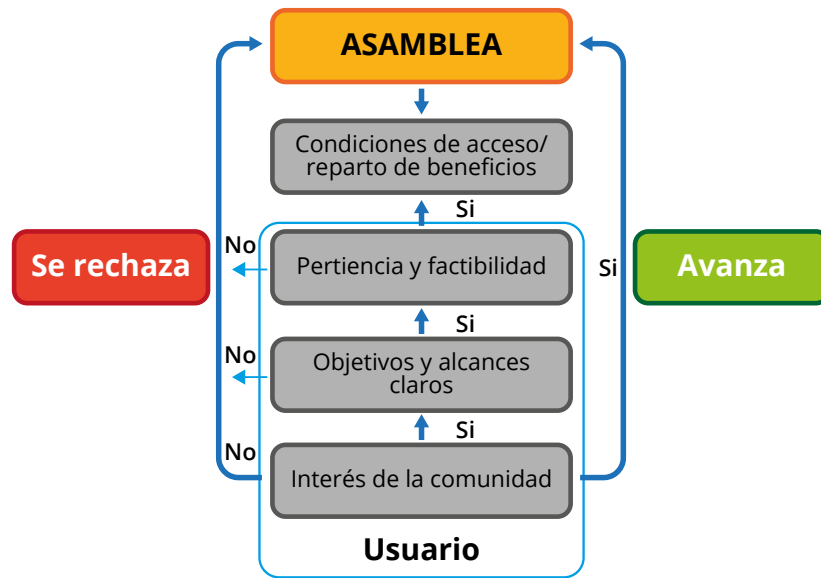 ASAMBLEA
Condiciones de acceso/
reparto de beneficios
Si
No
Se rechaza
Pertiencia y factibilidad
Si
Avanza
Si
No
Objetivos y alcances
claros
Si
No
Interés de la comunidad
Usuario